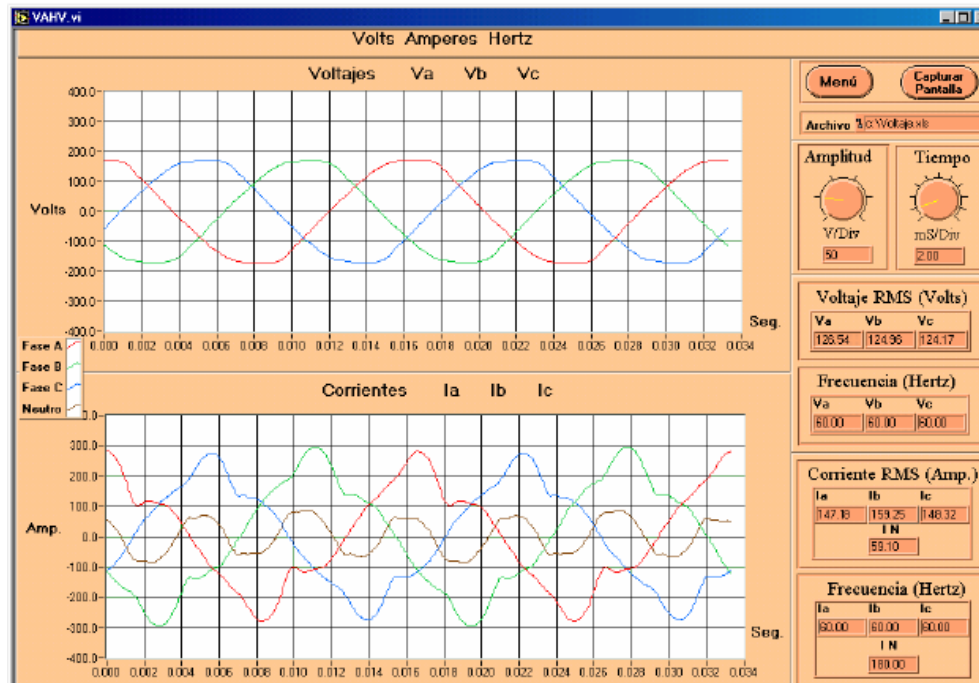 VAHV.vi
Volts Amperes Hertz
Voltajes Va Vb Vc
400.0
300.0
200.0
100.0
Volts
0.0
-100.0
-200.0
-300.0
-400.0
0.000 0.002 0.004 0.006 0.008 0.010 0.012 0.014 0.016 0.018 0.020 0.022 0.024 0.026 0.028 0.030 0.032 0.034
Seg.
Fase A
Fase B
Fase C
Neutro
Corrientes Ia Ib Ic
300.0
200.0
100.0
Amp.
0.0
-100.0
-200.0
-300.0
-400.0
0.000 0.002 0.004 0.006 0.008 0.010 0.012 0.014 0.016 0.018 0.020 0.022 0.024 0.026 0.028 0.030 0.032 0.034
Seg.
Menú
Capturar
Pantalla
Archivo c:\Voltaje.xls
Amplitud
V/Div
50
Tiempo
mS/Div
2.00
Voltaje RMS (Volts)
Va Vb Vc
126.54 124.96 124.17
Frecuencia (Hertz)
Va Vb Vc
60.00 60.00 60.00
Corriente RMS (Amp.)
Ia Ib Ic
147.18 159.25 148.32
I N
59.10
Frecuencia (Hertz)
Ia Ib Ic
60.00 60.00 60.00
I N
180.00